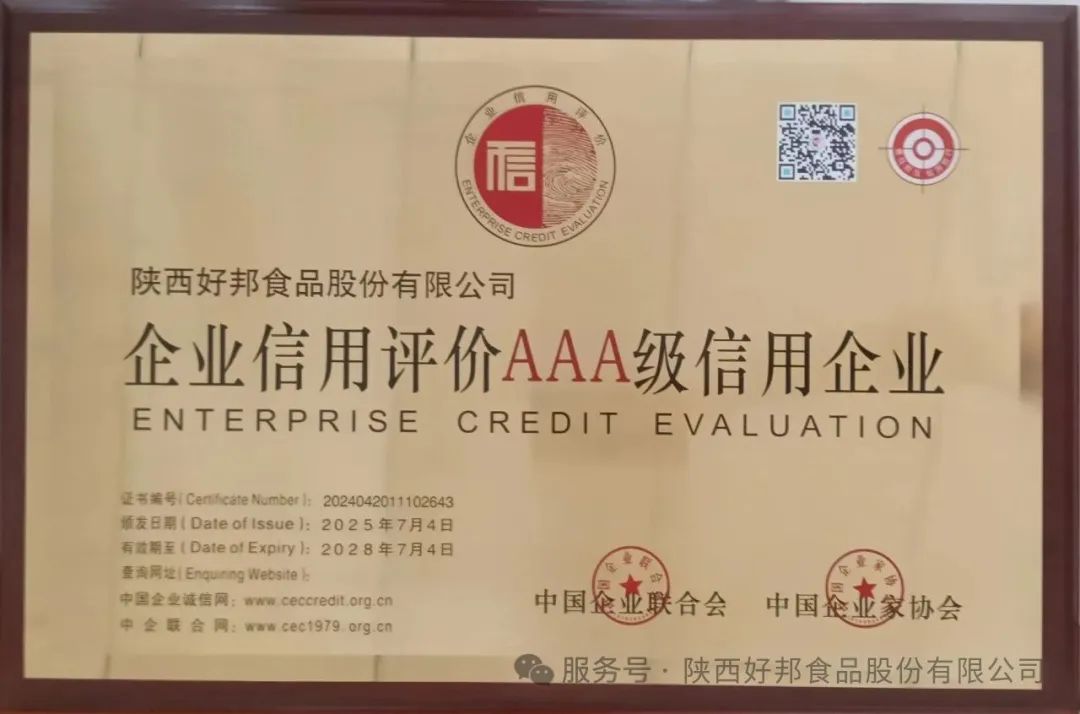 企业信用评价
信
ENTERPRISE CREDIT EVALUATION
陕西好邦食品股份有限公司
企业信用评价AAA级信用企业
ENTERPRISE CREDIT EVALUATION
证书编号(Certificate Number): 2024042011102643
颁发日期(Date of Issue): 2025年7月4日
有效期至(Date of Expiry): 2028年7月4日
查询网址(Enquiring Website):
中国企业诚信网: www.ceccredit.org.cn
中企联合网: www.cec1979.org.cn
中国企业联合会
中国企业家协会
服务号·陕西好邦食品股份有限公司